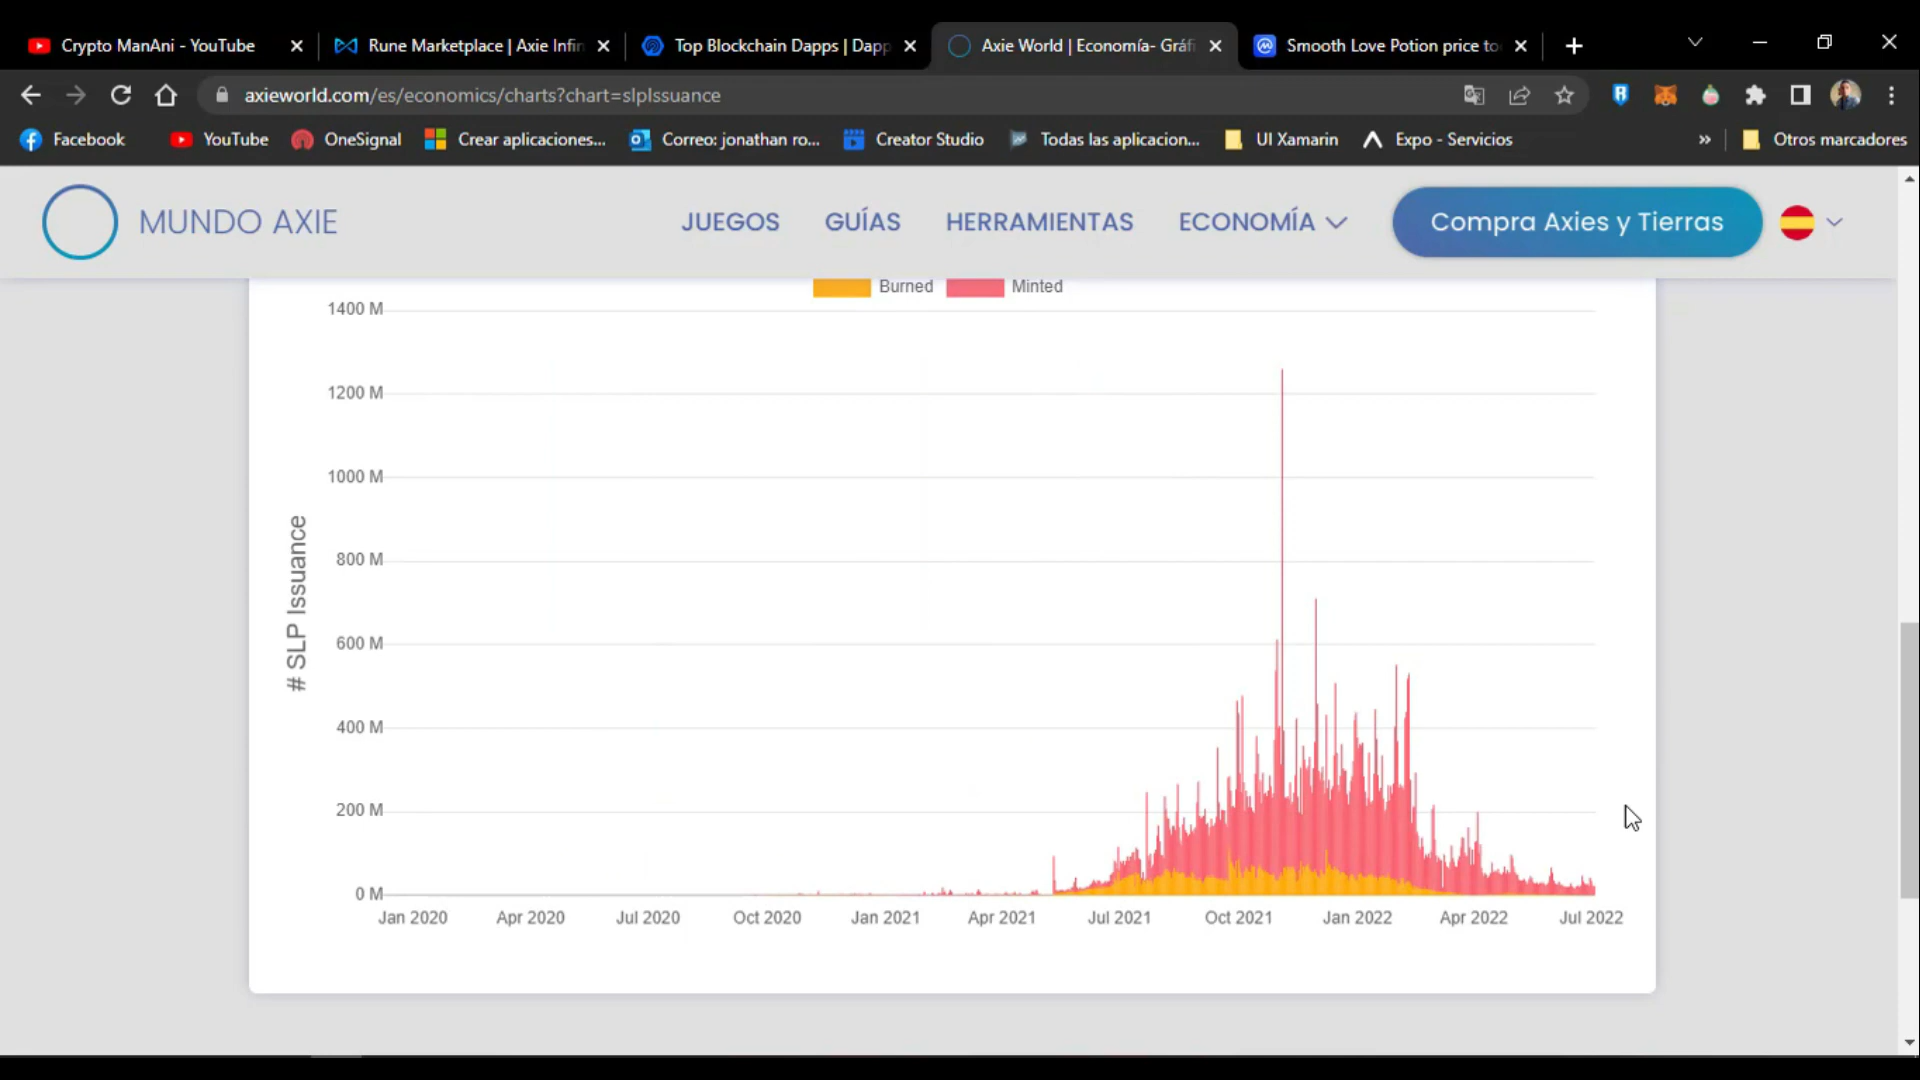 Crypto ManAni - YouTube
Rune Marketplace | Axie Infin
Top Blockchain Dapps | Dapp
Axie World | Economía- Gráfi
Smooth Love Potion price to
axieworld.com/es/economics/charts?chart=slpIssuance
Facebook
YouTube
OneSignal
Crear aplicaciones...
Correo: jonathan ro...
Creator Studio
Todas las aplicacion...
UI Xamarin
Expo - Servicios
»
Otros marcadores
MUNDO AXIE
JUEGOS
GUÍAS
HERRAMIENTAS
ECONOMÍA
Compra Axies y Tierras
Burned
Minted
1400 M
1200 M
1000 M
800 M
600 M
400 M
200 M
0 M
# SLP Issuance
Jan 2020
Apr 2020
Jul 2020
Oct 2020
Jan 2021
Apr 2021
Jul 2021
Oct 2021
Jan 2022
Apr 2022
Jul 2022